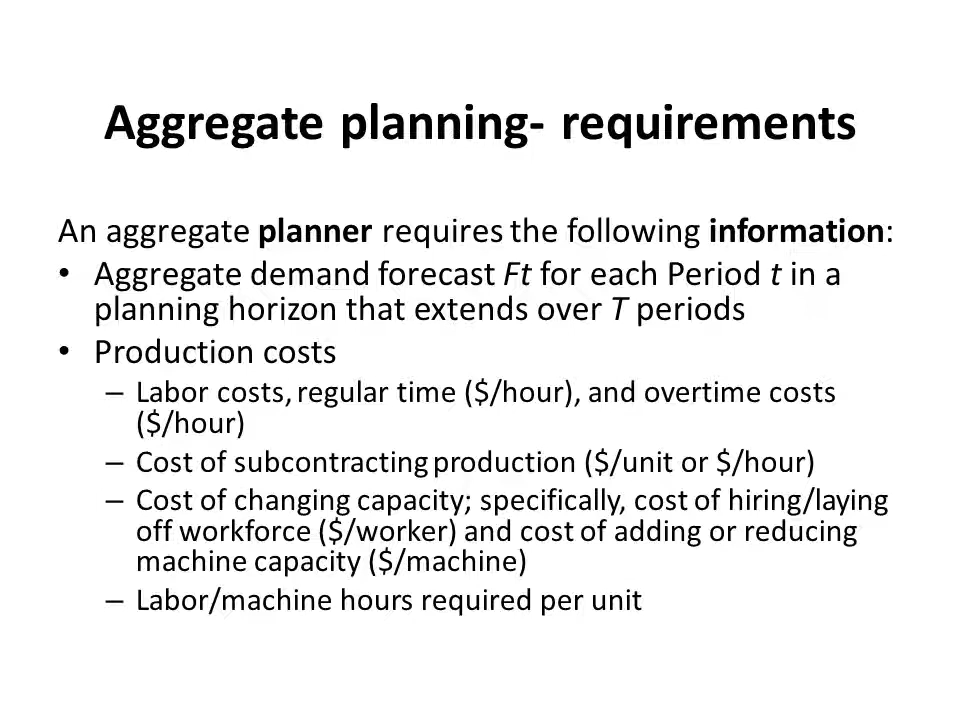 Aggregate planning- requirements
An aggregate planner requires the following information:
• Aggregate demand forecast Ft for each Period t in a
planning horizon that extends over T periods
• Production costs
– Labor costs, regular time ($/hour), and overtime costs
($/hour)
– Cost of subcontracting production ($/unit or $/hour)
– Cost of changing capacity; specifically, cost of hiring/laying
off workforce ($/worker) and cost of adding or reducing
machine capacity ($/machine)
– Labor/machine hours required per unit